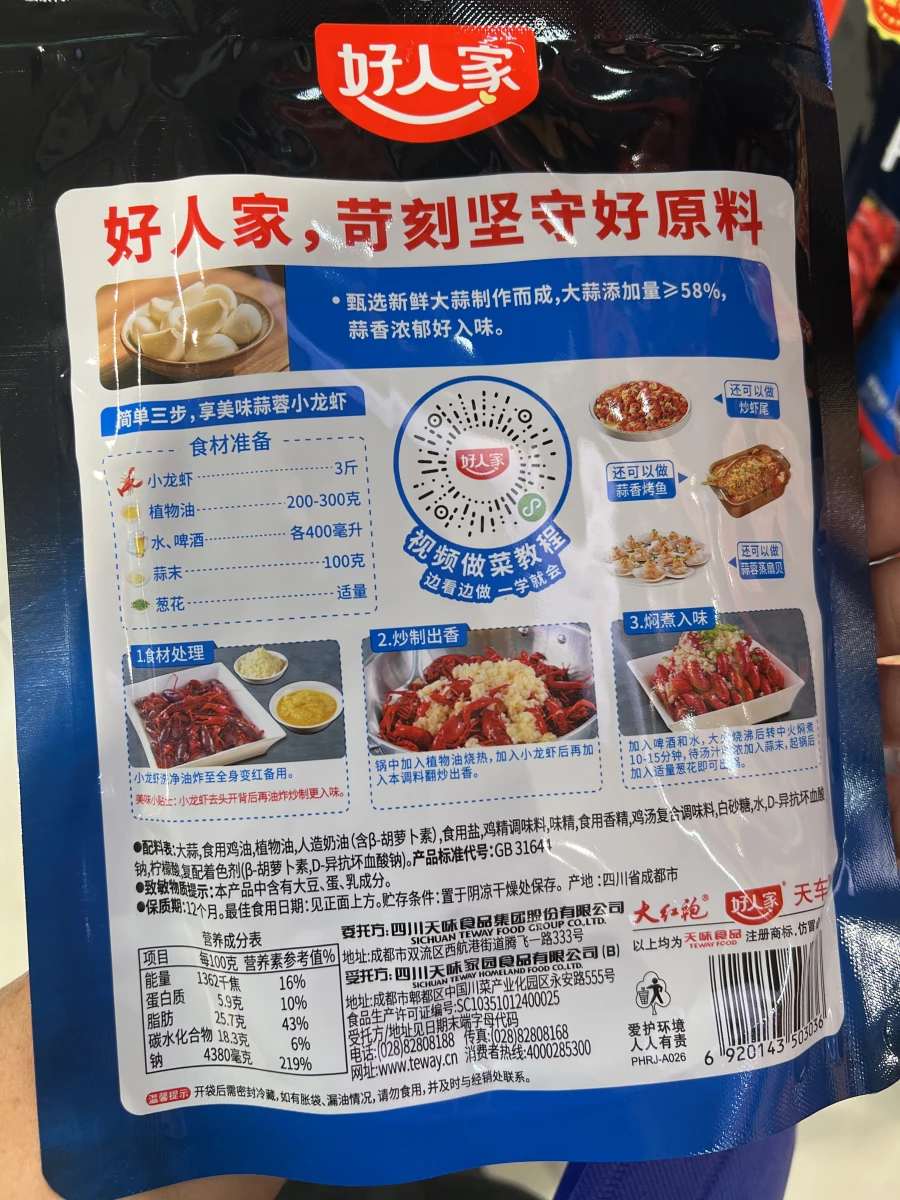 好人家
好人家,苛刻坚守好原料
• 甄选新鲜大蒜制作而成,大蒜添加量≥58%,
蒜香浓郁好入味。
简单三步,享美味蒜蓉小龙虾
食材准备
小龙虾 3斤
植物油 200-300克
水、啤酒 各400毫升
蒜末 100克
葱花 适量
好人家
视频做菜教程
边看边做 一学就会
还可以做
炒虾尾
还可以做
蒜香烤鱼
还可以做
蒜蓉蒸扇贝
1.食材处理
小龙虾洗净油炸至全身变红备用。
美味小贴士:小龙虾去头开背后再油炸炒制更入味。
2.炒制出香
锅中加入植物油烧热,加入小龙虾后再加
入本调料翻炒出香。
3.焖煮入味
加入啤酒和水,大火烧沸后转中火焖煮
10-15分钟,待汤汁浓加入蒜末,起锅后
加入适量葱花即可出锅。
●配料表:大蒜,食用鸡油,植物油,人造奶油(含β-胡萝卜素),食用盐,鸡精调味料,味精,食用香精,鸡汤复合调味料,白砂糖,水,D-异抗坏血酸
钠,柠檬酸,复配着色剂(β-胡萝卜素,D-异抗坏血酸钠)。产品标准代号:GB 31644
●致敏物质提示:本产品中含有大豆、蛋、乳成分。
●保质期:12个月。最佳食用日期:见正面上方。贮存条件:置于阴凉干燥处保存。产地:四川省成都市
营养成分表
项目 每100克 营养素参考值%
能量 1362千焦 16%
蛋白质 5.9克 10%
脂肪 25.7克 43%
碳水化合物 18.3克 6%
钠 4380毫克 219%
委托方:四川天味食品集团股份有限公司
SICHUAN TEWAY FOOD GROUP CO.,LTD.
地址:成都市双流区西航港街道腾飞一路333号
受托方:四川天味家园食品有限公司(B)
SICHUAN TEWAY HOMELAND FOOD CO.,LTD.
地址:成都市郫都区中国川菜产业化园区永安路555号
食品生产许可证编号:SC10351012400025
受托方/地址见日期末端字母代码
电话:(028)82808188 传真:(028)82808168
网址:www.teway.cn 消费者热线:4000285300
大红袍® 好人家® 天车
以上均为 天味食品 注册商标,仿冒
TEWAY FOOD
爱护环境
人人有责
PHRJ-A026
6 920143 503036
温馨提示 开袋后需密封冷藏,如有胀袋、漏油情况,请勿食用,并及时与经销处联系。